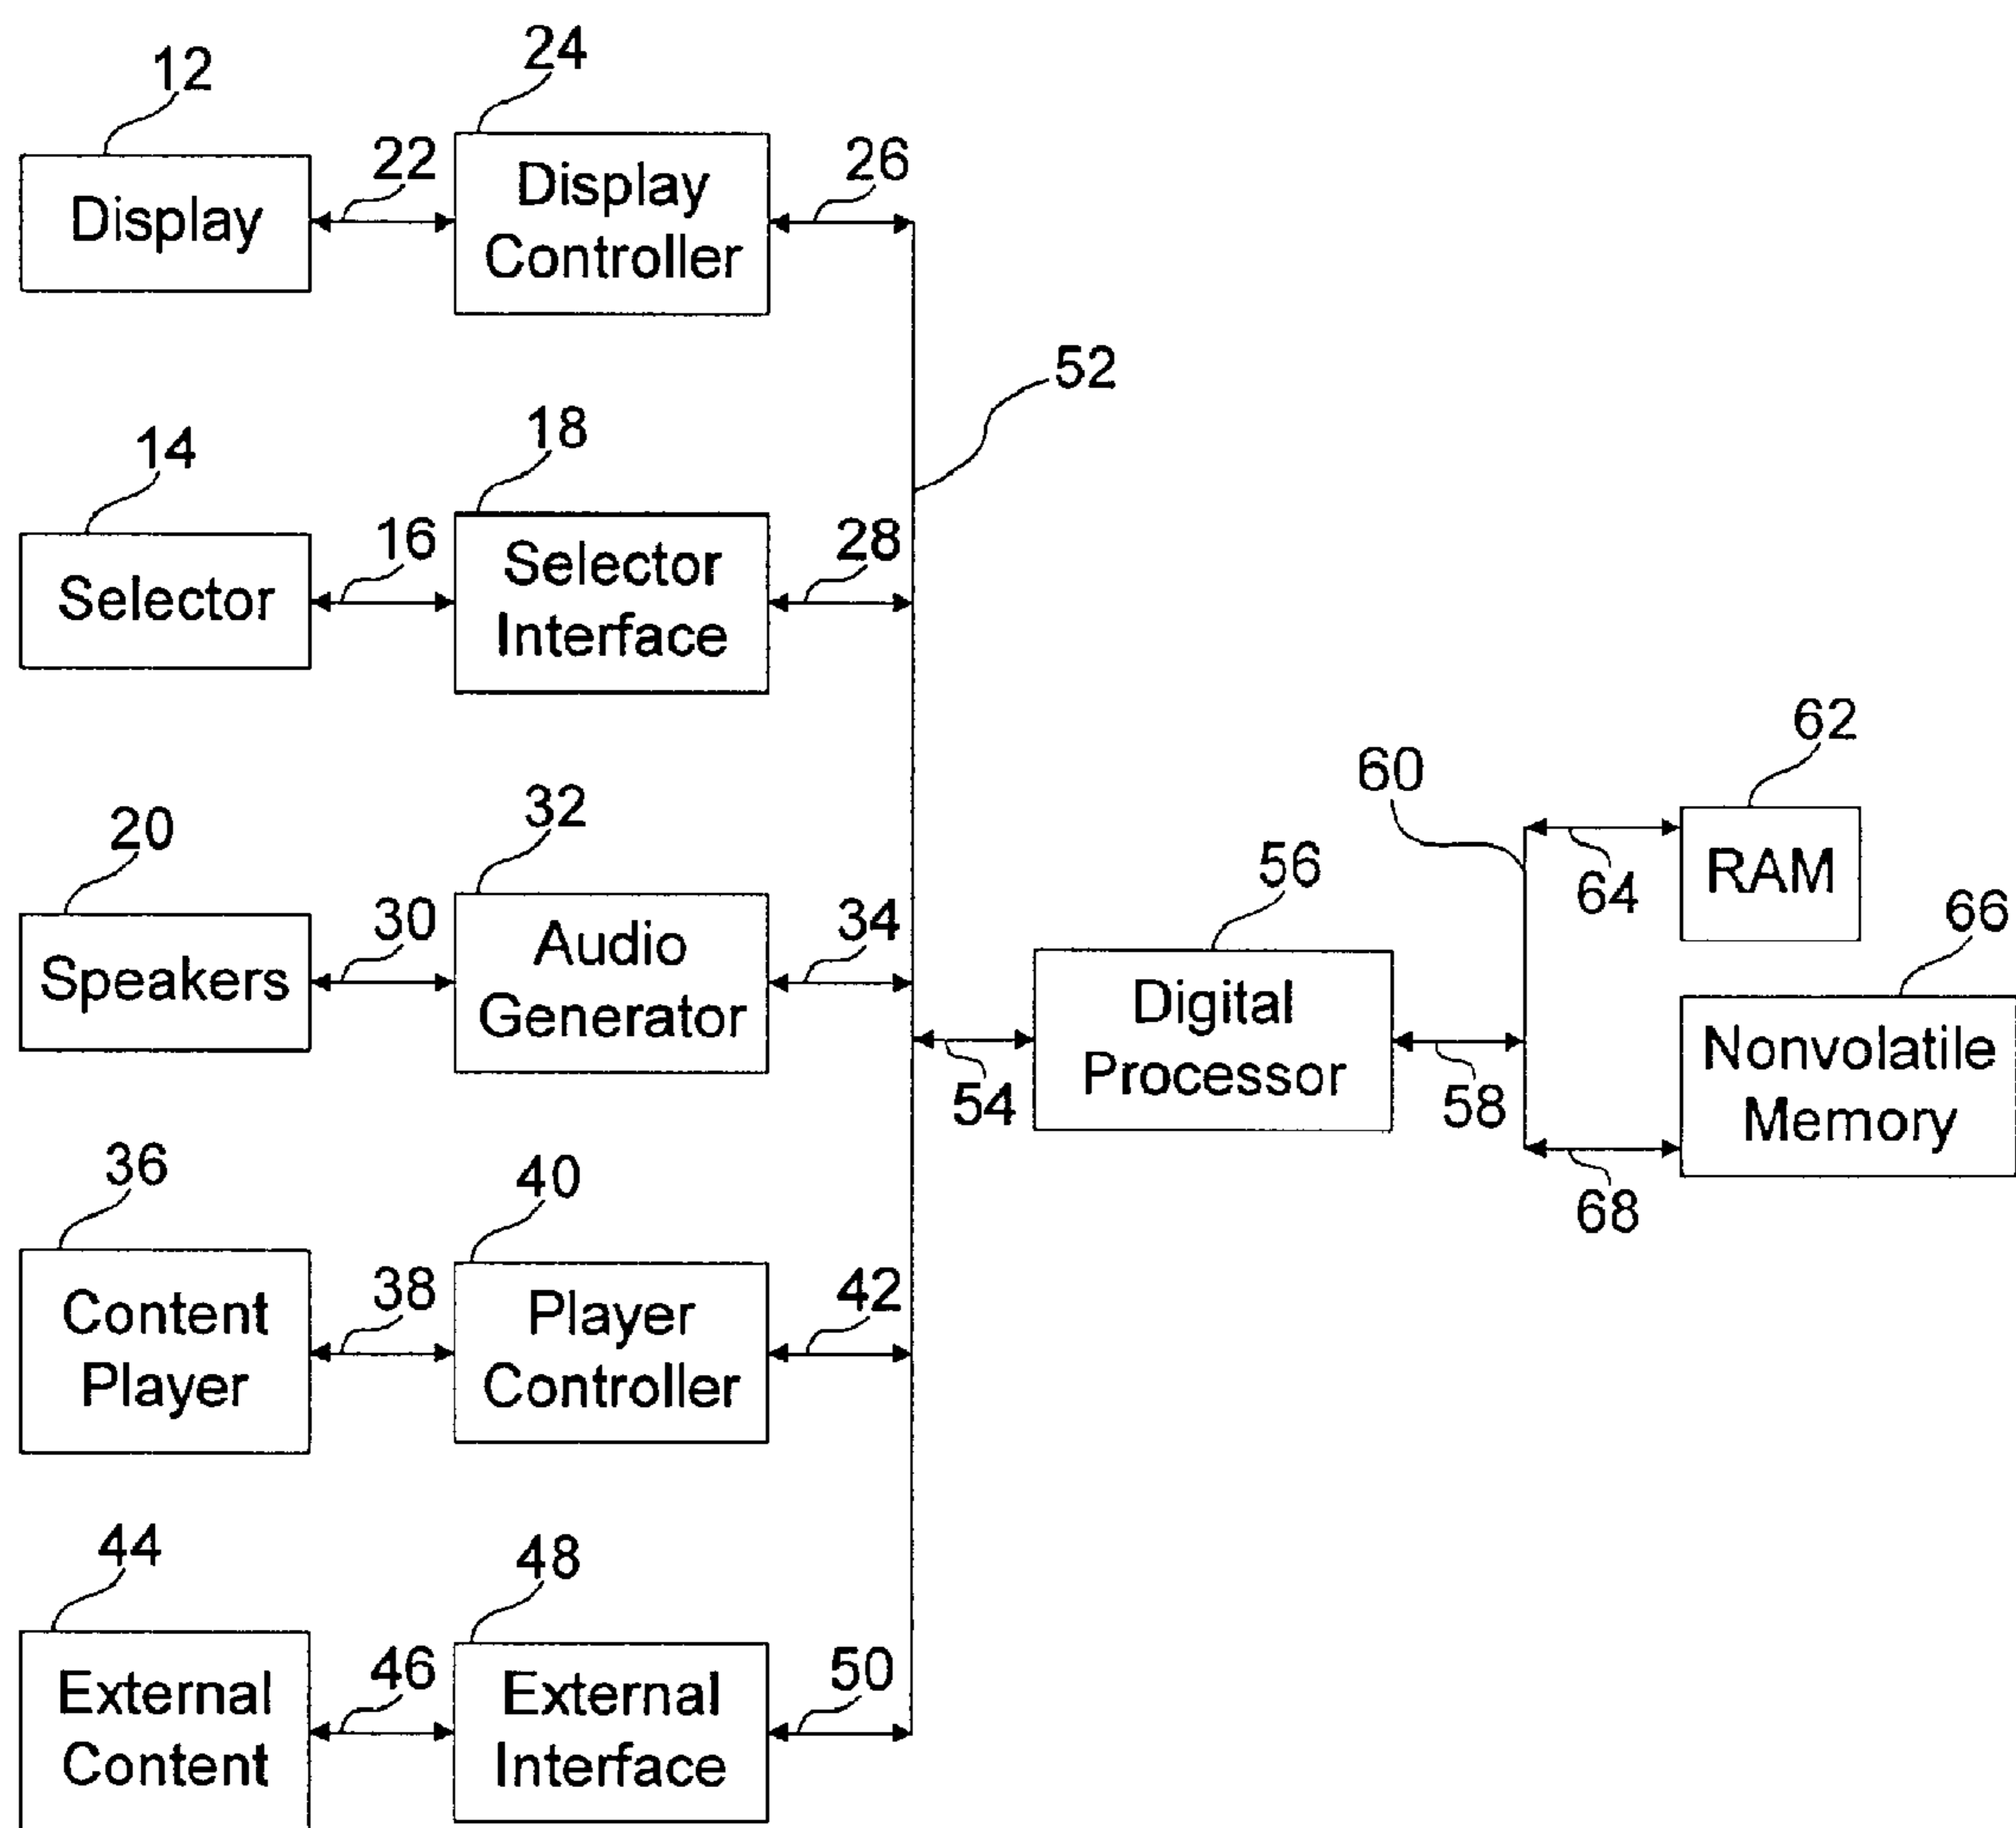 12
24
22
26
Display
Display
Controller
52
14
18
16
28
Selector
Selector
Interface
62
60
20
32
64
RAM
56
66
30
34
Speakers
Audio
Generator
Digital
Processor
Nonvolatile
Memory
54
58
68
36
40
38
42
Content
Player
Player
Controller
44
48
46
50
External
Content
External
Interface